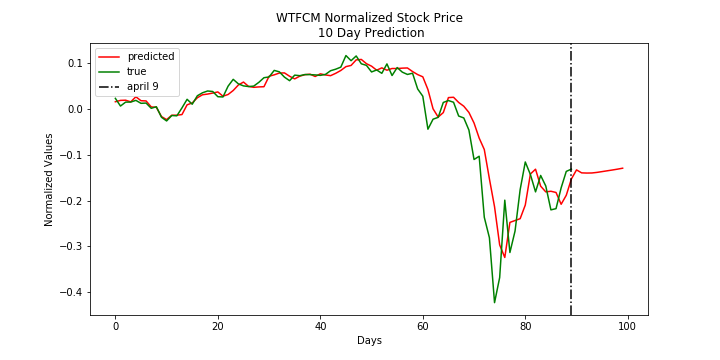 WTFCM Normalized Stock Price
10 Day Prediction
predicted
true
april 9
Normalized Values
0.1
0.0
−0.1
−0.2
−0.3
−0.4
0
20
40
60
80
100
Days